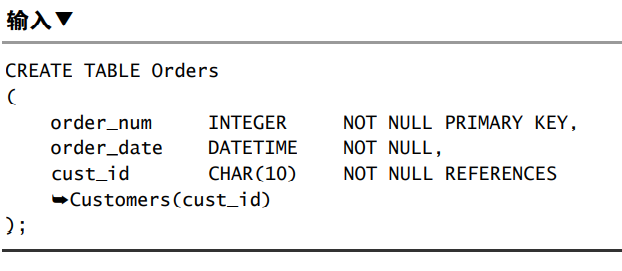 输入▼
CREATE TABLE Orders
(
    order_num     INTEGER     NOT NULL PRIMARY KEY,
    order_date    DATETIME    NOT NULL,
    cust_id       CHAR(10)    NOT NULL REFERENCES
    ➥Customers(cust_id)
);